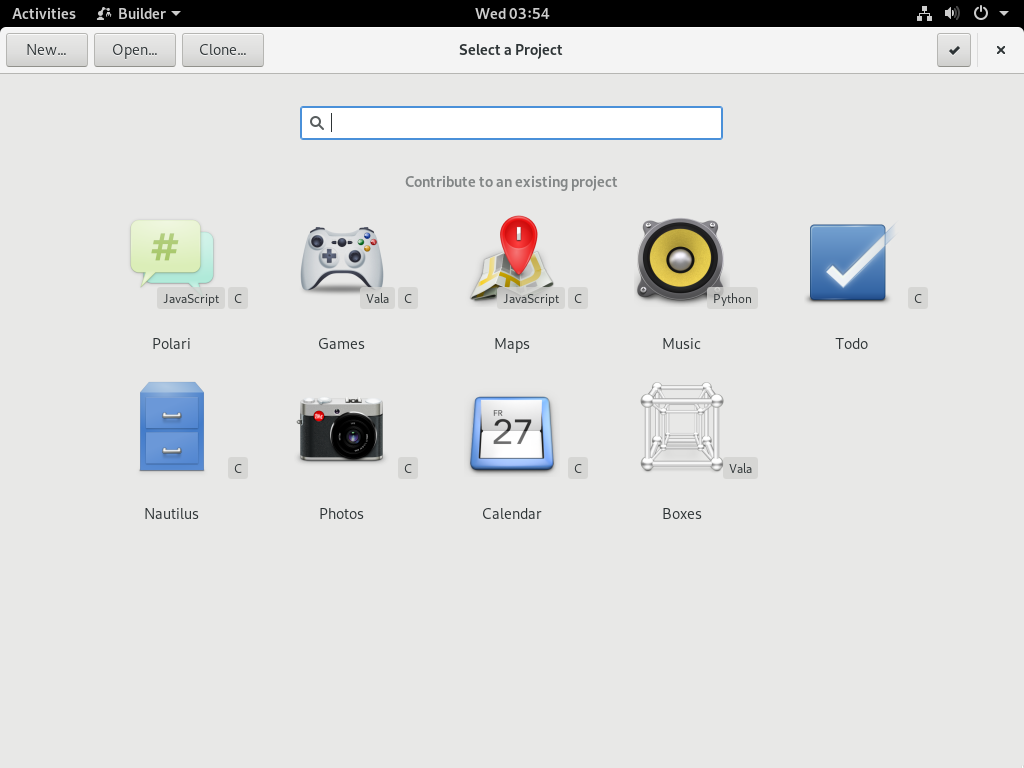 Activities Builder Wed 03:54
New... Open... Clone... Select a Project
Contribute to an existing project
#
JavaScript C Vala C JavaScript C Python C
Polari Games Maps Music Todo
FR
27
C C C Vala
Nautilus Photos Calendar Boxes